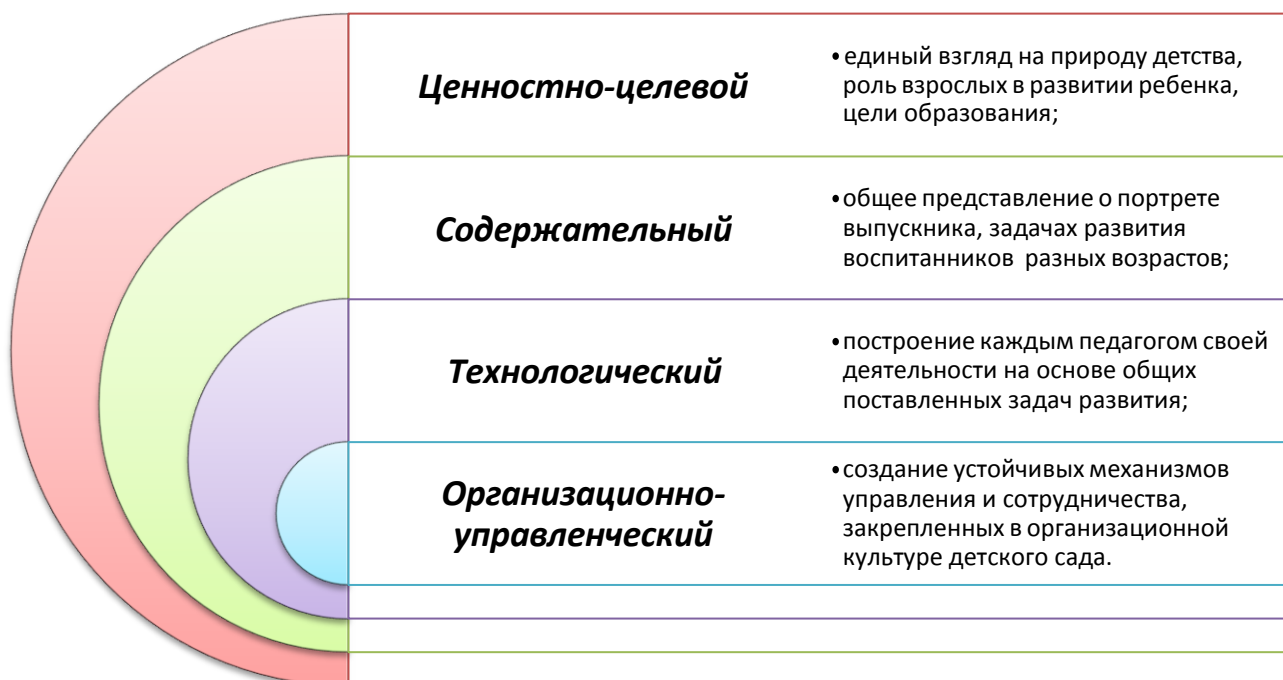 Ценностно-целевой
•единый взгляд на природу детства,
роль взрослых в развитии ребенка,
цели образования;
Содержательный
•общее представление о портрете
выпускника, задачах развития
воспитанников разных возрастов;
Технологический
•построение каждым педагогом своей
деятельности на основе общих
поставленных задач развития;
Организационно-
управленческий
•создание устойчивых механизмов
управления и сотрудничества,
закрепленных в организационной
культуре детского сада.